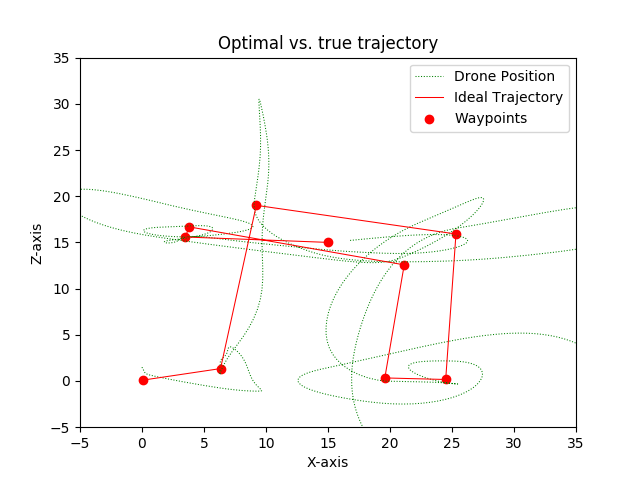 Optimal vs. true trajectory
Drone Position
Ideal Trajectory
Waypoints
35
30
25
20
15
10
5
0
−5
Z-axis
−5 0 5 10 15 20 25 30 35
X-axis